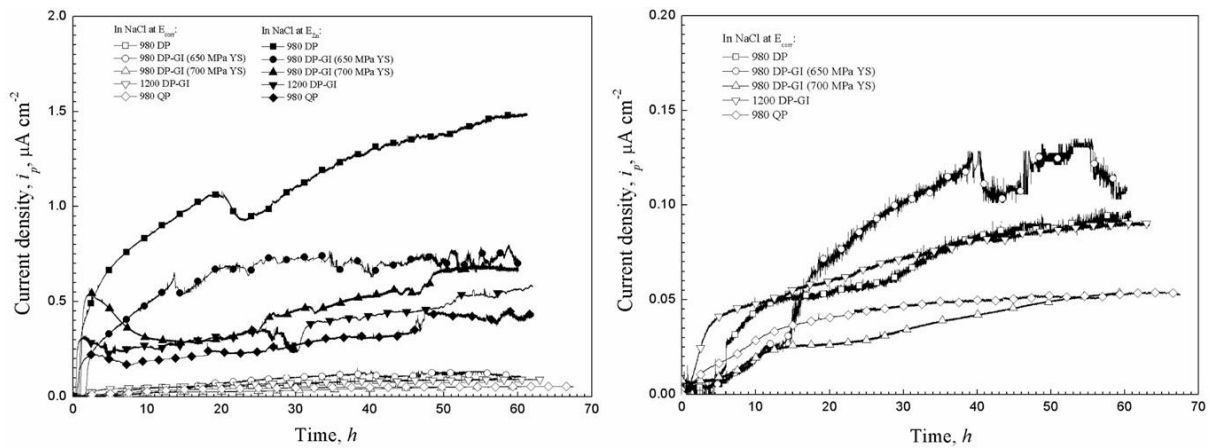 2.0
In NaCl at E_corr:
980 DP
980 DP-GI (650 MPa YS)
980 DP-GI (700 MPa YS)
1200 DP-GI
980 QP
In NaCl at E_Zn:
980 DP
980 DP-GI (650 MPa YS)
980 DP-GI (700 MPa YS)
1200 DP-GI
980 QP
1.5
1.0
0.5
0.0
Current density, i_p, μA cm⁻²
0 10 20 30 40 50 60 70
Time, h
0.20
In NaCl at E_corr:
980 DP
980 DP-GI (650 MPa YS)
980 DP-GI (700 MPa YS)
1200 DP-GI
980 QP
0.15
0.10
0.05
0.00
Current density, i_p, μA cm⁻²
0 10 20 30 40 50 60 70
Time, h